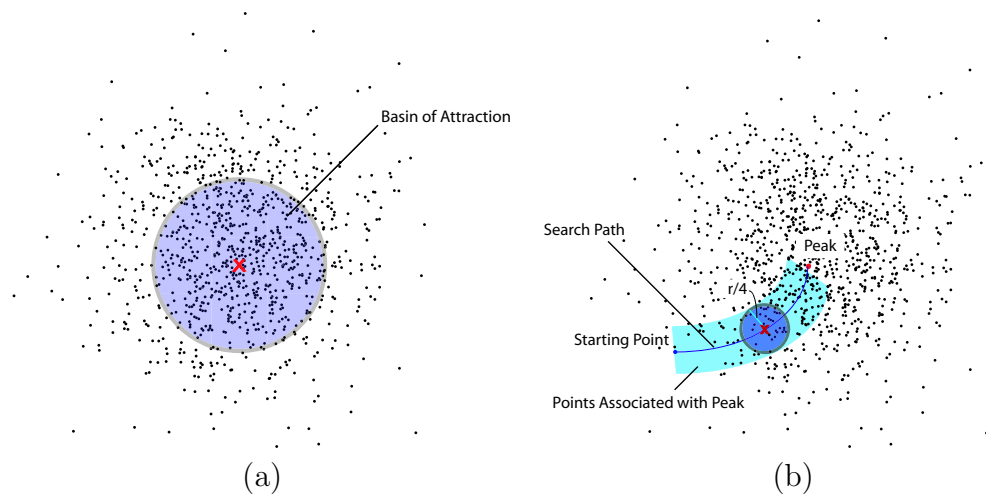 Basin of Attraction
Search Path
Peak
r/4
Starting Point
Points Associated with Peak
(a)
(b)